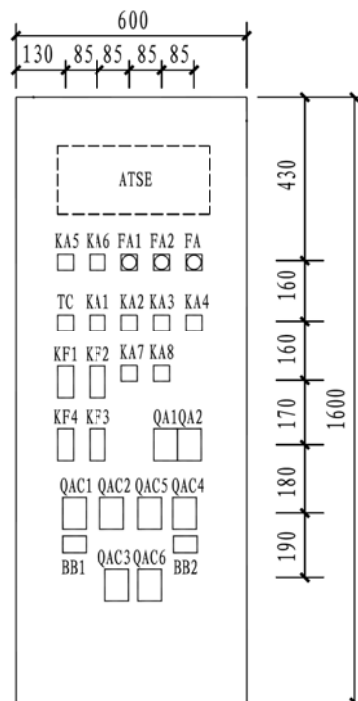 600
130 85 85 85 85
ATSE
430
KA5 KA6 FA1 FA2 FA
160
TC KA1 KA2 KA3 KA4
160
KF1 KF2 KA7 KA8
170
1600
KF4 KF3 QA1QA2
180
QAC1 QAC2 QAC5 QAC4
190
QAC3 QAC6
BB1 BB2